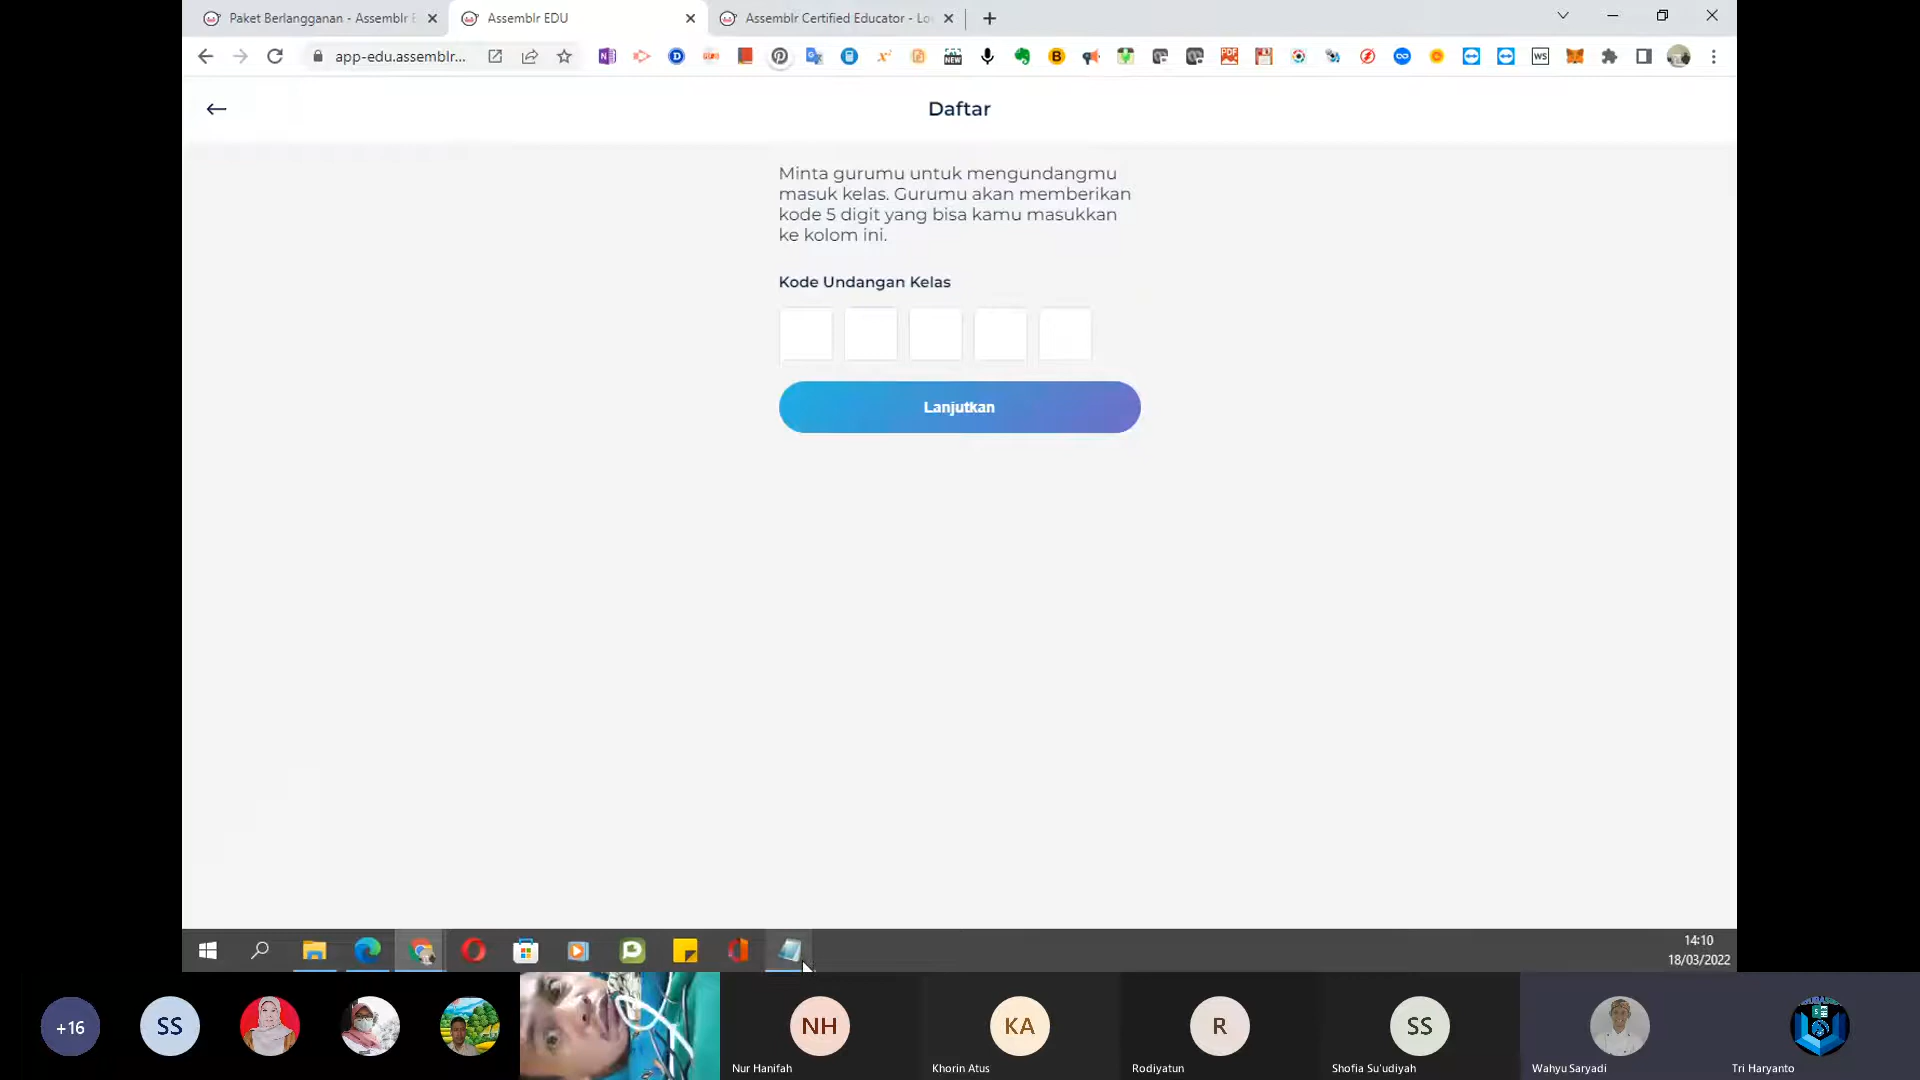 Paket Berlangganan - Assemblr E
Assemblr EDU
Assemblr Certified Educator - Lo
app-edu.assemblr...
Daftar
Minta gurumu untuk mengundangmu
masuk kelas. Gurumu akan memberikan
kode 5 digit yang bisa kamu masukkan
ke kolom ini.
Kode Undangan Kelas
Lanjutkan
14:10
18/03/2022
+16
SS
NH
KA
R
SS
Nur Hanifah
Khorin Atus
Rodiyatun
Shofia Su'udiyah
Wahyu Saryadi
Tri Haryanto